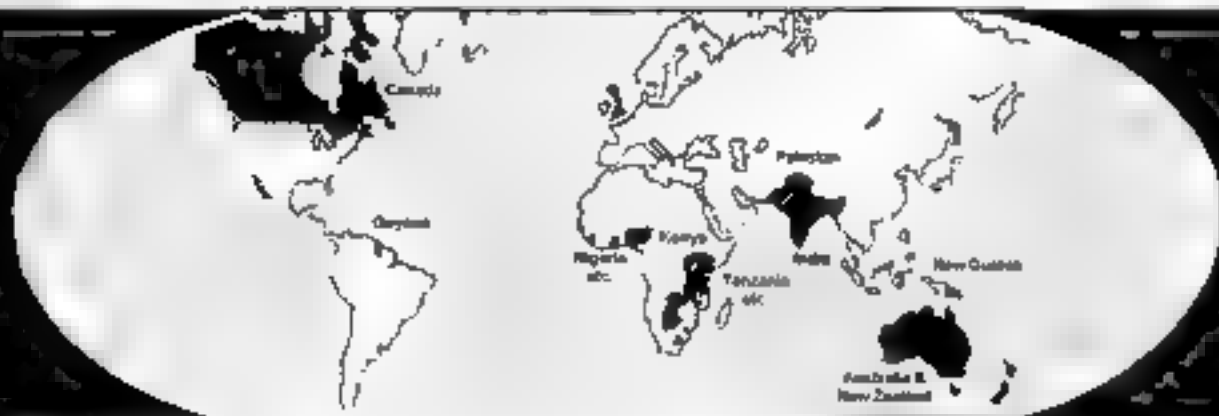 Canada
Pakistan
Guyana
Kenya
Nigeria
etc.
India
New Guinea
Tanzania
etc
Australia &
New Zealand